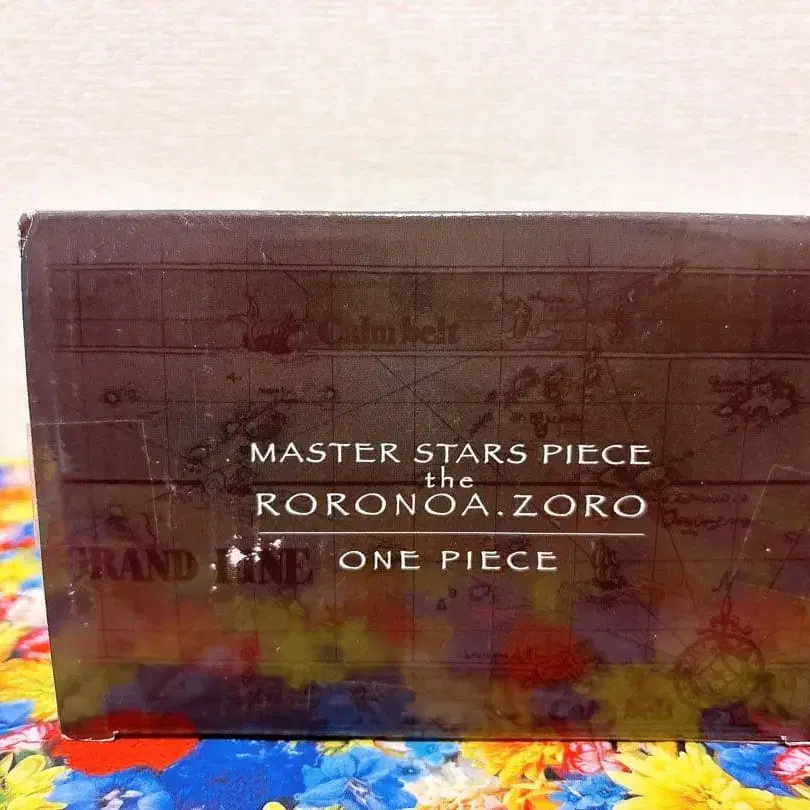 Calm belt
MASTER STARS PIECE
the
RORONOA.ZORO
GRAND LINE
ONE PIECE
N